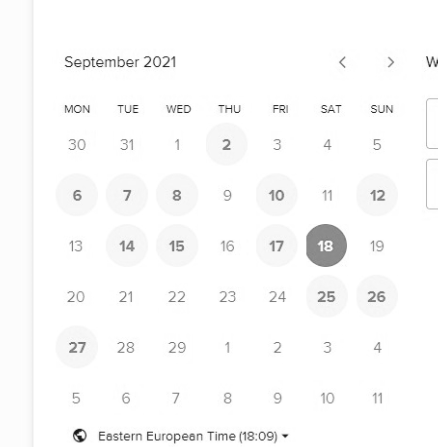 September 2021
W
MON TUE WED THU FRI SAT SUN
30 31 1 2 3 4 5
6 7 8 9 10 11 12
13 14 15 16 17 18 19
20 21 22 23 24 25 26
27 28 29 1 2 3 4
5 6 7 8 9 10 11
Eastern European Time (18:09)